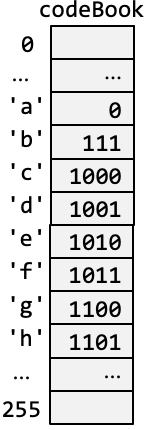 codeBook
0
... ...
'a' 0
'b' 111
'c' 1000
'd' 1001
'e' 1010
'f' 1011
'g' 1100
'h' 1101
... ...
255